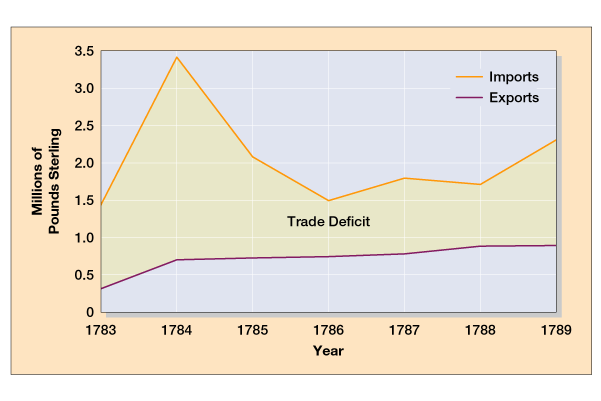 3.5
3.0
2.5
2.0
1.5
1.0
0.5
0
Millions of
Pounds Sterling
Imports
Exports
Trade Deficit
1783 1784 1785 1786 1787 1788 1789
Year